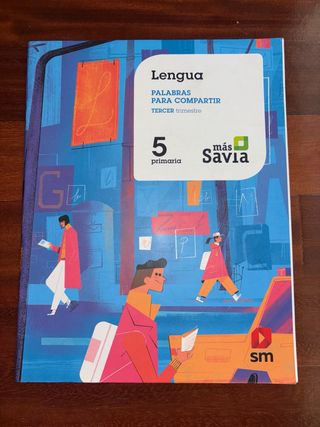 Lengua
PALABRAS
PARA COMPARTIR
TERCER trimestre
5
primaria
más
Savia
sm